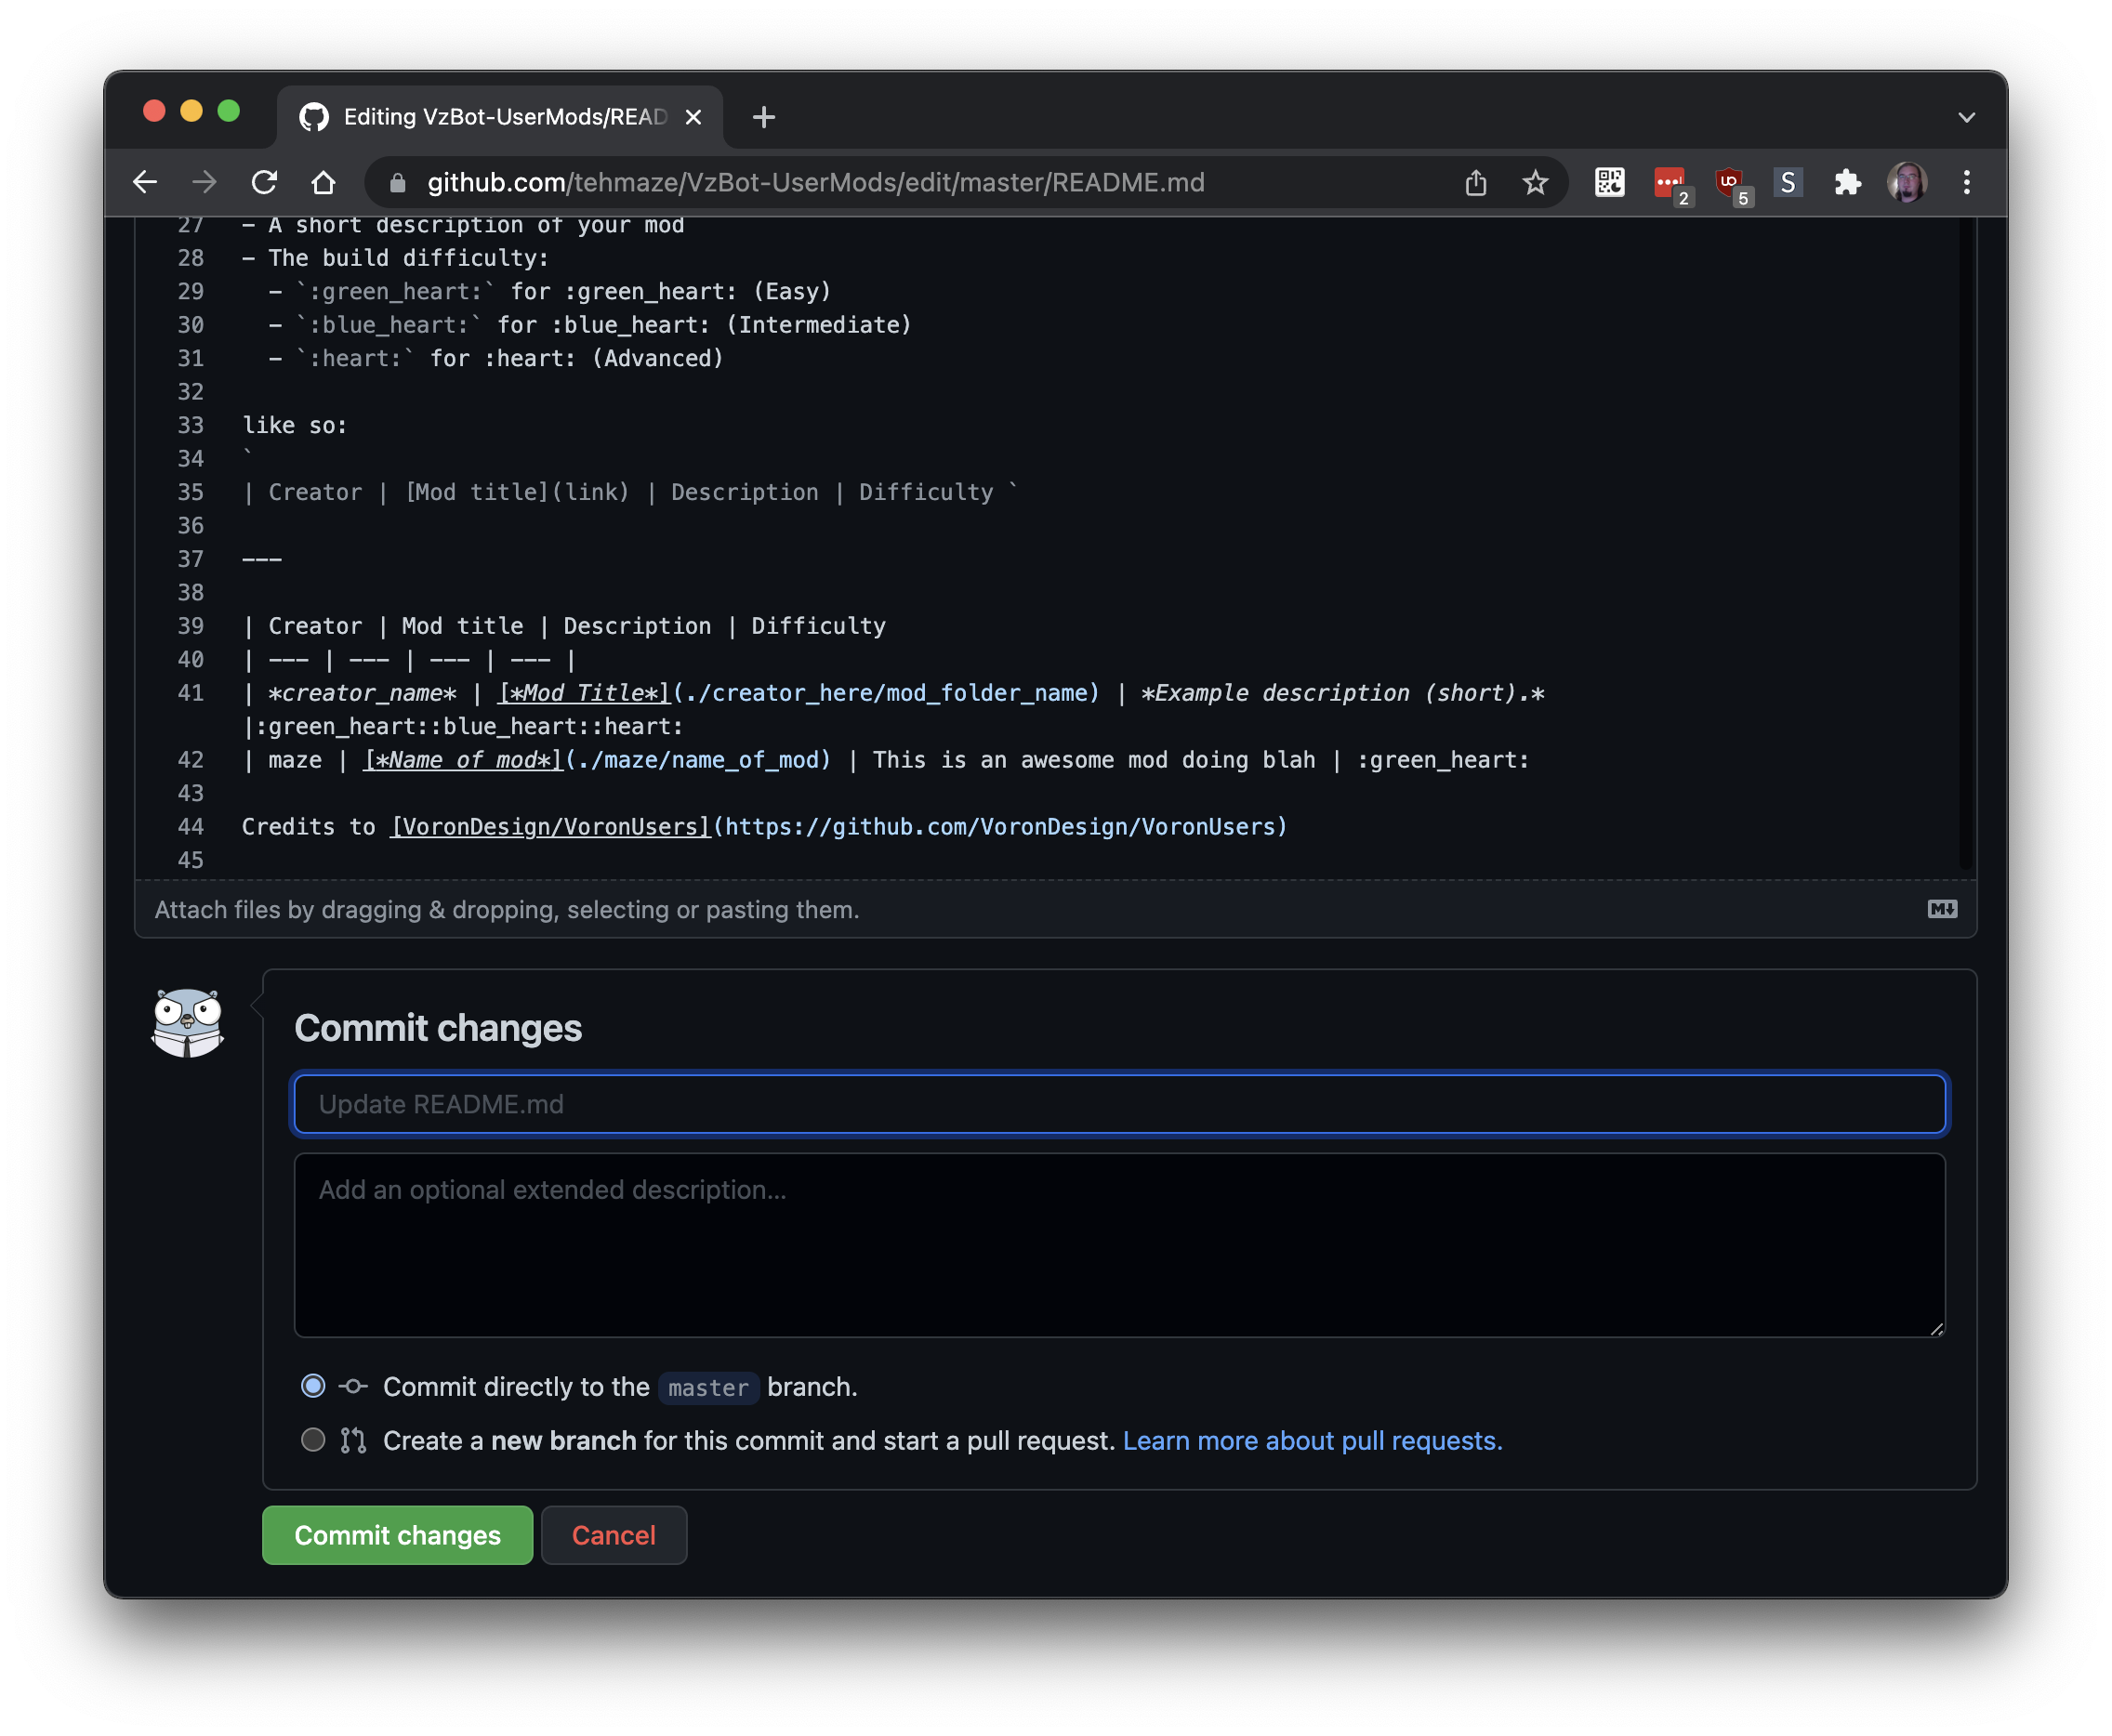 Editing VzBot-UserMods/READ
github.com/tehmaze/VzBot-UserMods/edit/master/README.md
2
5
S
27 - A short description of your mod
28 - The build difficulty:
29   - `:green_heart:` for :green_heart: (Easy)
30   - `:blue_heart:` for :blue_heart: (Intermediate)
31   - `:heart:` for :heart: (Advanced)
32
33 like so:
34 `
35 | Creator | [Mod title](link) | Description | Difficulty `
36
37 ---
38
39 | Creator | Mod title | Description | Difficulty
40 | --- | --- | --- | --- |
41 | *creator_name* | [*Mod Title*](./creator_here/mod_folder_name) | *Example description (short).*
|:green_heart::blue_heart::heart:
42 | maze | [*Name of mod*](./maze/name_of_mod) | This is an awesome mod doing blah | :green_heart:
43
44 Credits to [VoronDesign/VoronUsers](https://github.com/VoronDesign/VoronUsers)
45
Attach files by dragging & dropping, selecting or pasting them.
Commit changes
Update README.md
Add an optional extended description...
Commit directly to the master branch.
Create a new branch for this commit and start a pull request. Learn more about pull requests.
Commit changes
Cancel